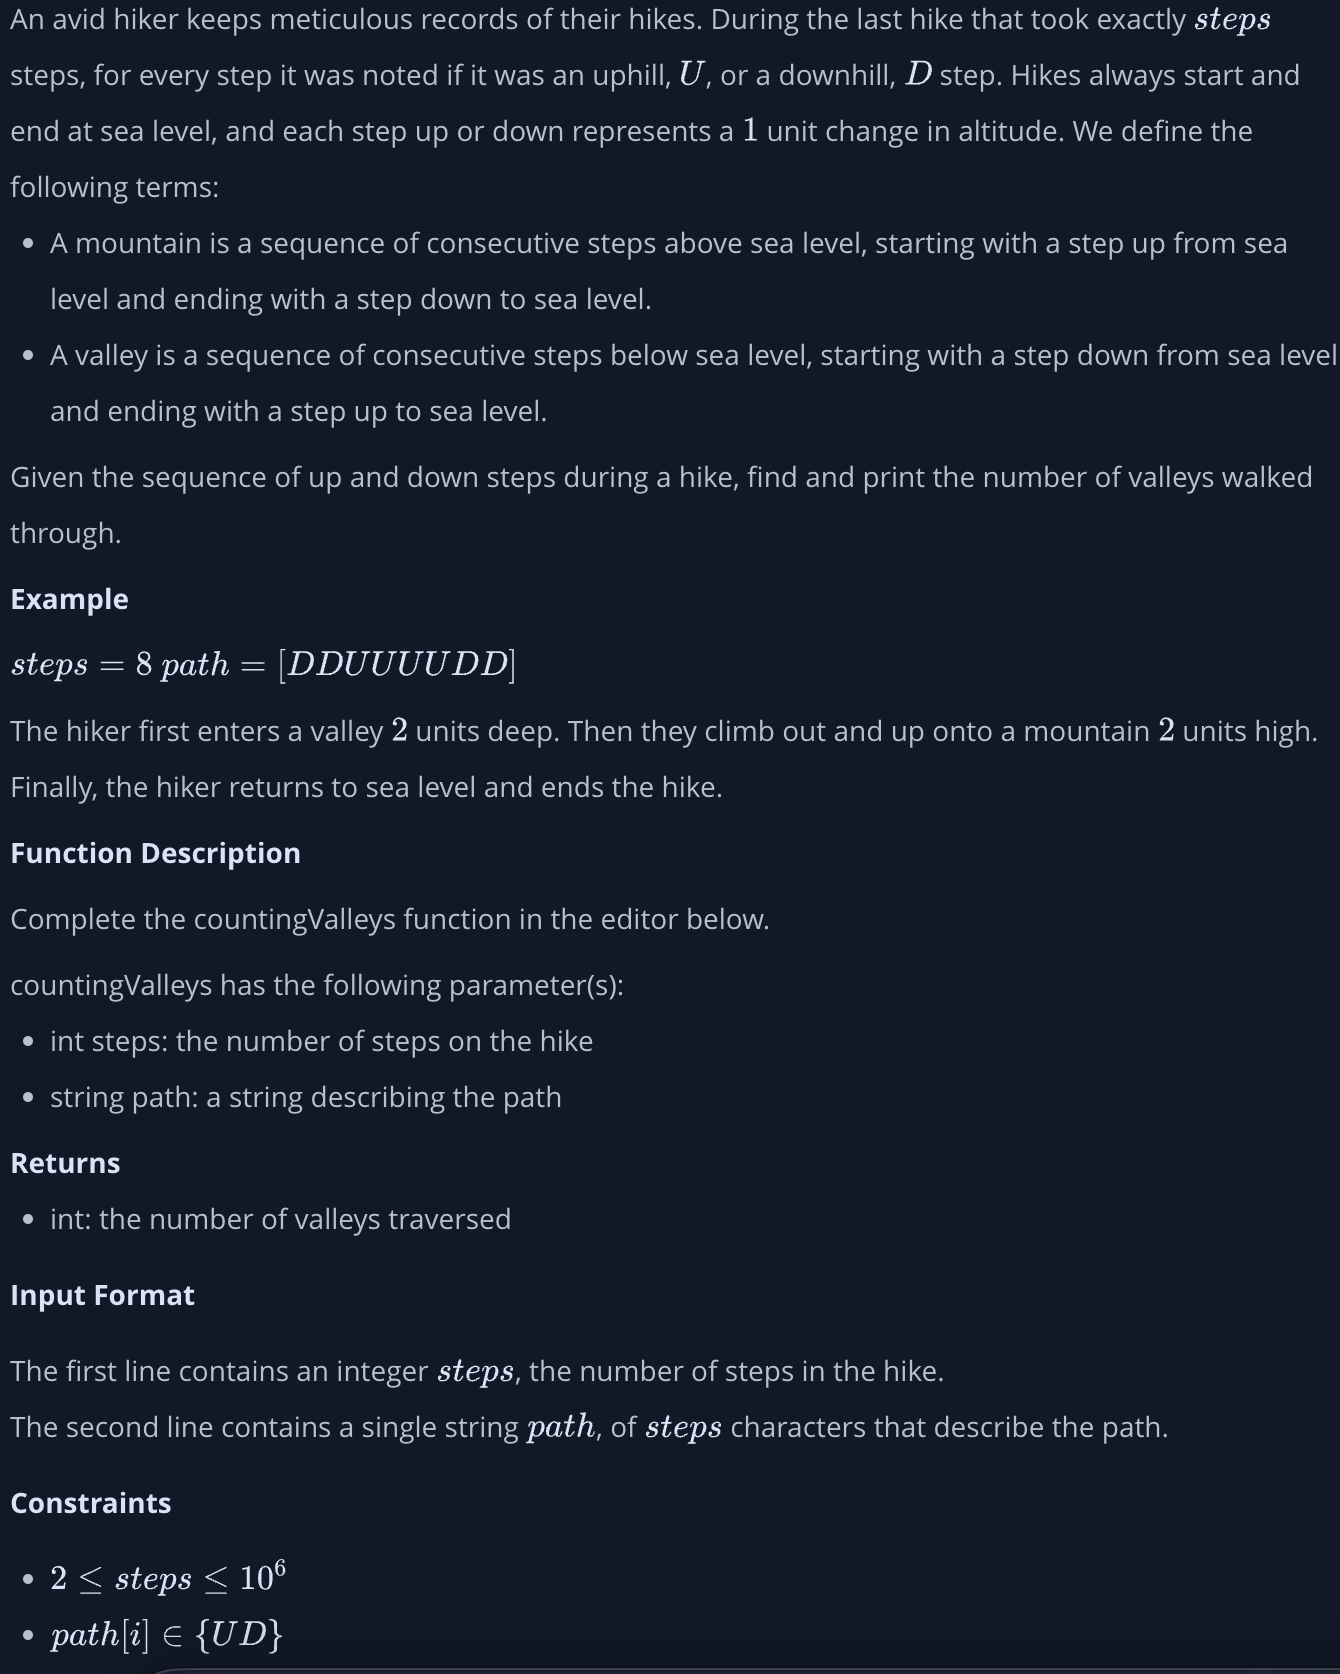 An avid hiker keeps meticulous records of their hikes. During the last hike that took exactly steps
steps, for every step it was noted if it was an uphill, U, or a downhill, D step. Hikes always start and
end at sea level, and each step up or down represents a 1 unit change in altitude. We define the
following terms:
• A mountain is a sequence of consecutive steps above sea level, starting with a step up from sea
level and ending with a step down to sea level.
• A valley is a sequence of consecutive steps below sea level, starting with a step down from sea level
and ending with a step up to sea level.
Given the sequence of up and down steps during a hike, find and print the number of valleys walked
through.
Example
steps = 8 path = [DDUUUUDD]
The hiker first enters a valley 2 units deep. Then they climb out and up onto a mountain 2 units high.
Finally, the hiker returns to sea level and ends the hike.
Function Description
Complete the countingValleys function in the editor below.
countingValleys has the following parameter(s):
• int steps: the number of steps on the hike
• string path: a string describing the path
Returns
• int: the number of valleys traversed
Input Format
The first line contains an integer steps, the number of steps in the hike.
The second line contains a single string path, of steps characters that describe the path.
Constraints
• 2 ≤ steps ≤ 10⁶
• path[i] ∈ {UD}